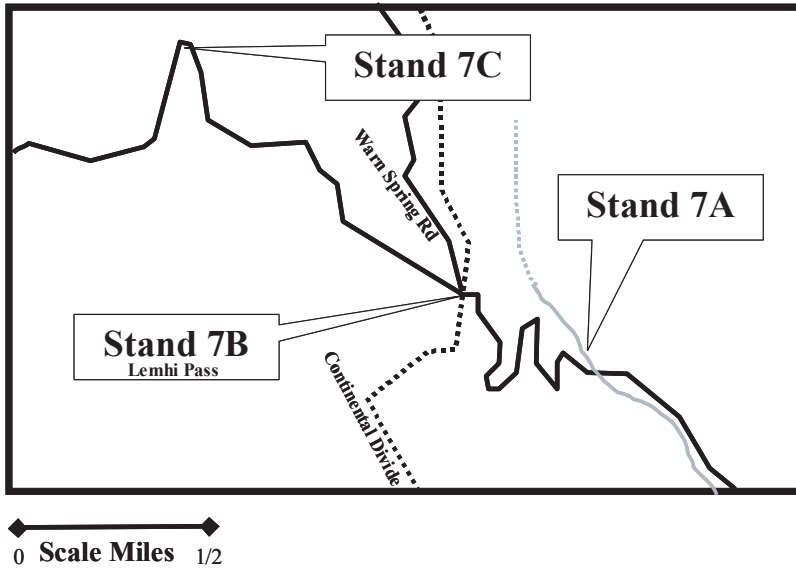 Stand 7C
Warn Spring Rd
Stand 7A
Stand 7B
Lemhi Pass
Continental Divide
0 Scale Miles 1/2